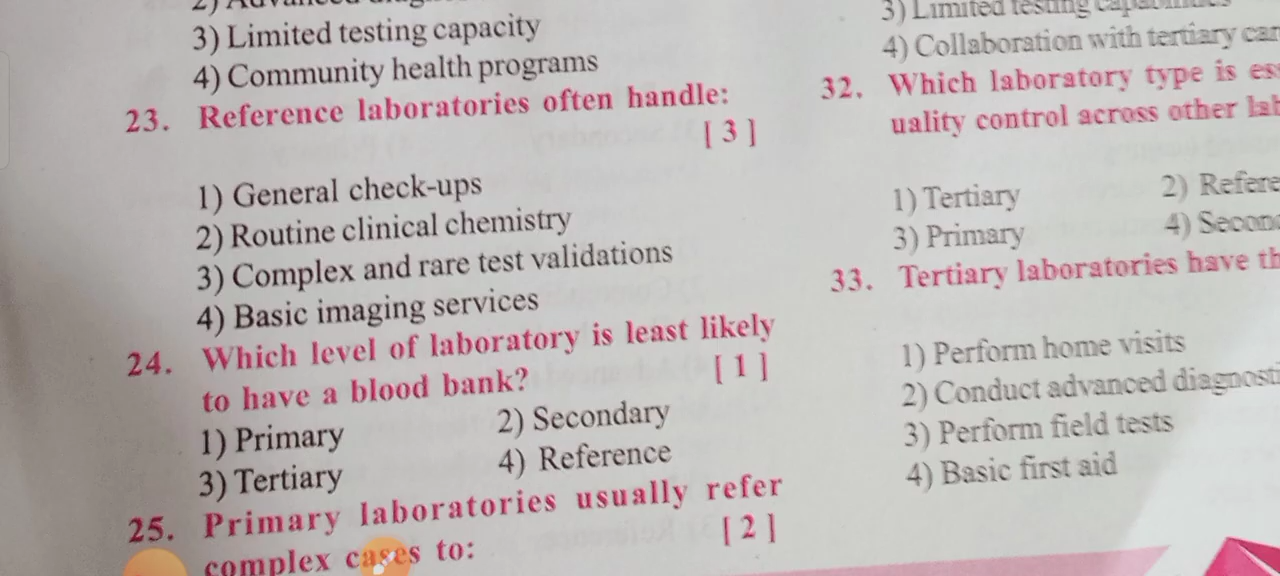 3) Limited testing capacity
4) Community health programs
23. Reference laboratories often handle:
[ 3 ]
1) General check-ups
2) Routine clinical chemistry
3) Complex and rare test validations
4) Basic imaging services
24. Which level of laboratory is least likely
to have a blood bank? [ 1 ]
1) Primary 2) Secondary
3) Tertiary 4) Reference
25. Primary laboratories usually refer
complex cases to: [ 2 ]
3) Limited testing
4) Collaboration with tertiary
32. Which laboratory type is
uality control across other
1) Tertiary 2)
3) Primary 4)
33. Tertiary laboratories have
1) Perform home visits
2) Conduct advanced
3) Perform field tests
4) Basic first aid